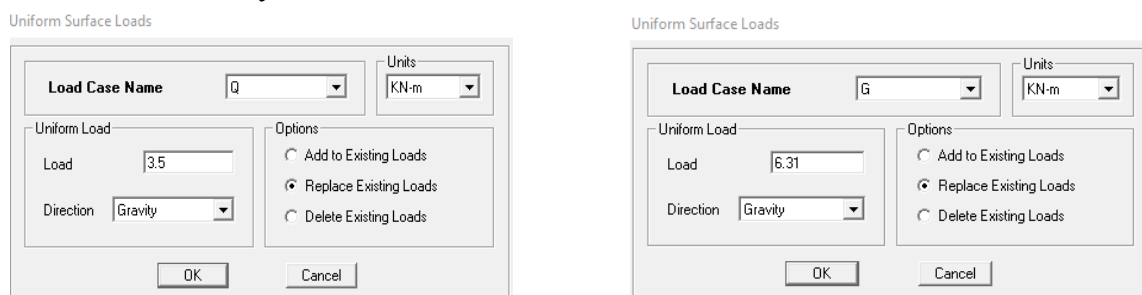 Uniform Surface Loads
Units
Load Case Name Q KN-m
Uniform Load Options
Load 3.5 Add to Existing Loads
Replace Existing Loads
Direction Gravity Delete Existing Loads
OK Cancel
Uniform Surface Loads
Units
Load Case Name G KN-m
Uniform Load Options
Load 6.31 Add to Existing Loads
Replace Existing Loads
Direction Gravity Delete Existing Loads
OK Cancel